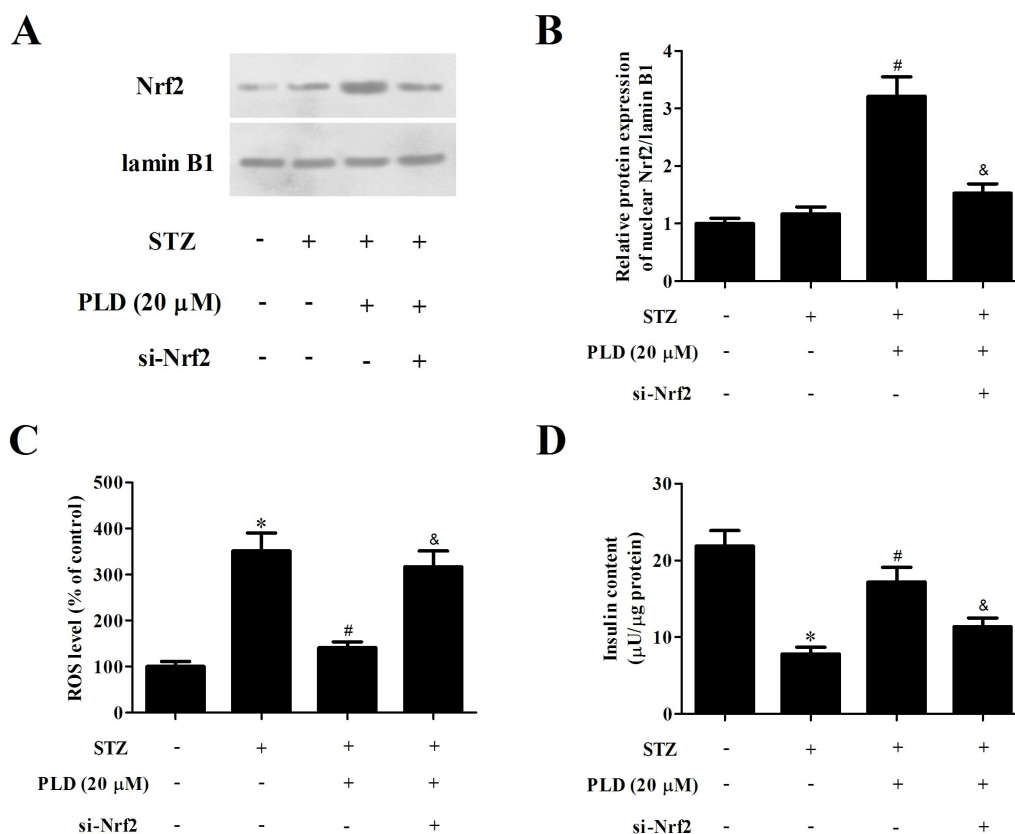 A
Nrf2
lamin B1
STZ - + + +
PLD (20 μM) - - + +
si-Nrf2 - - - +
B
Relative protein expression
of nuclear Nrf2/lamin B1
4
3
2
1
0
#
&
STZ - + + +
PLD (20 μM) - - + +
si-Nrf2 - - - +
C
ROS level (% of control)
500
400
300
200
100
0
*
#
&
STZ - + + +
PLD (20 μM) - - + +
si-Nrf2 - - - +
D
Insulin content
(μU/μg protein)
30
20
10
0
*
#
&
STZ - + + +
PLD (20 μM) - - + +
si-Nrf2 - - - +